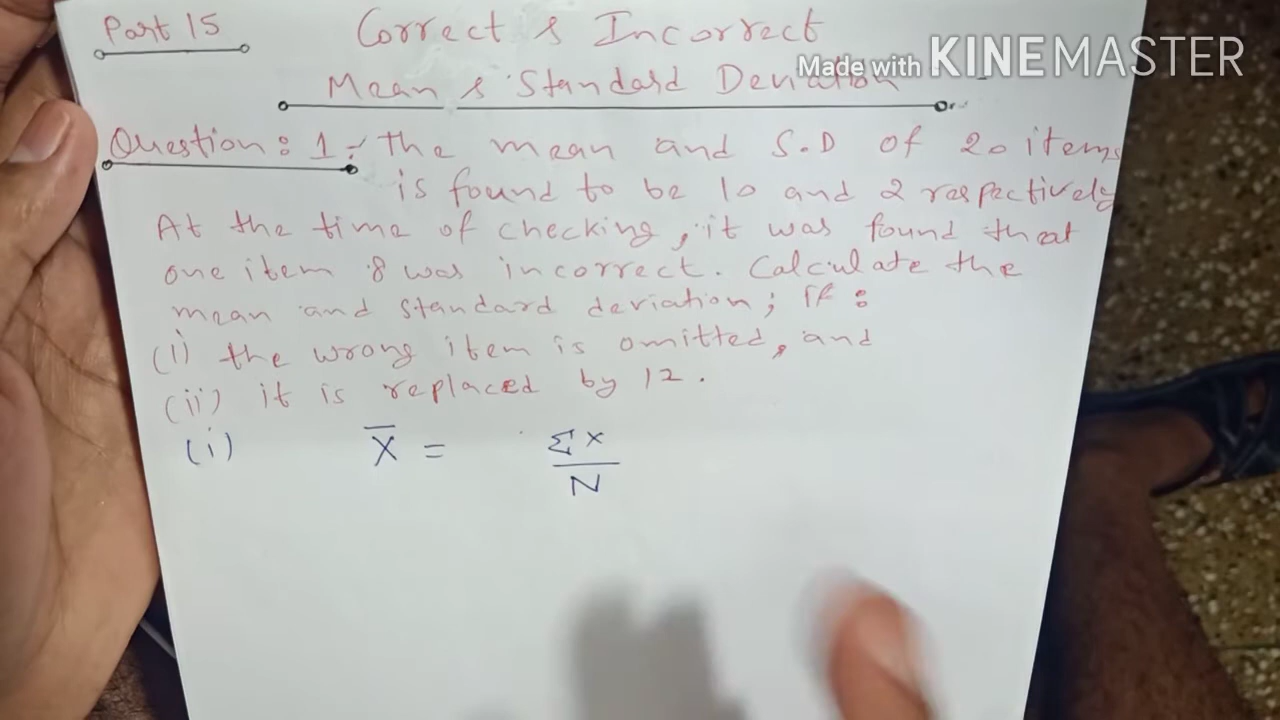 Part 15
Correct & Incorrect
Made with KINEMASTER
Mean & Standard Deviation
Question: 1:- The mean and S.D of 20 items
is found to be 10 and 2 respectively
At the time of checking, it was found that
one item 8 was incorrect. Calculate the
mean and standard deviation; If :
(i) the wrong item is omitted, and
(ii) it is replaced by 12.
(i) X̄ = ΣX / N